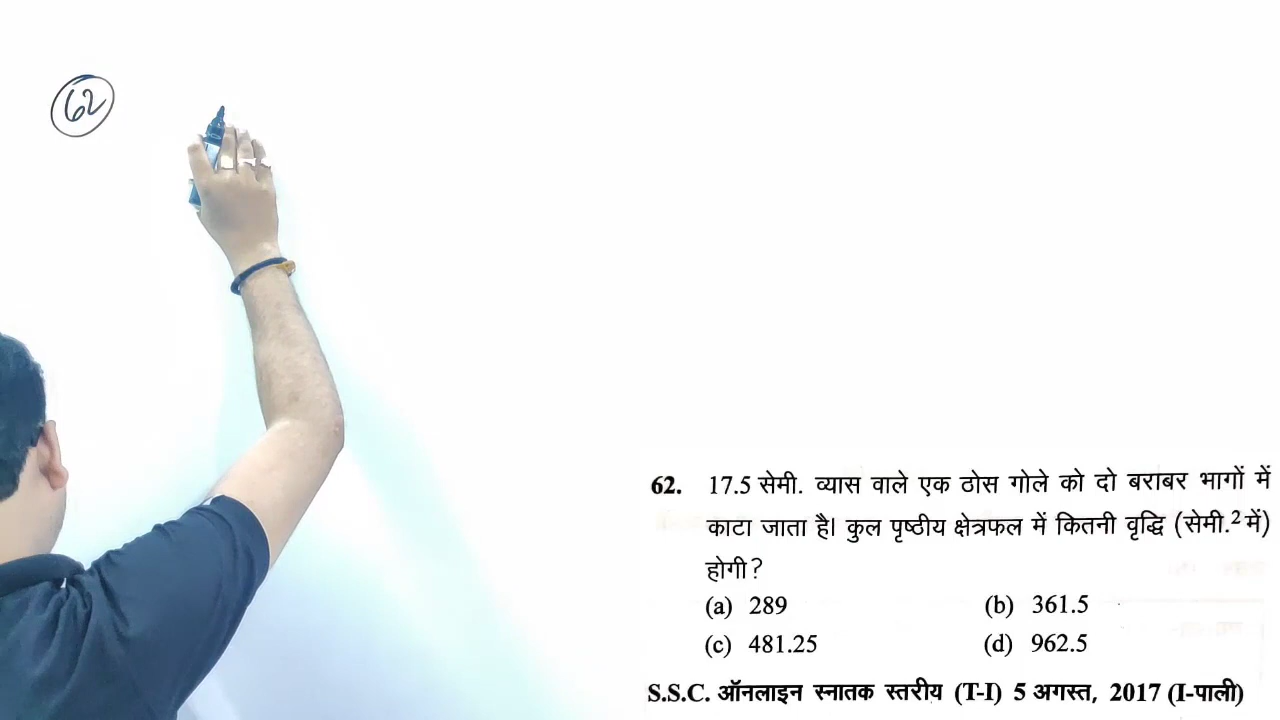 62
62. 17.5 सेमी. व्यास वाले एक ठोस गोले को दो बराबर भागों में
काटा जाता है। कुल पृष्ठीय क्षेत्रफल में कितनी वृद्धि (सेमी.² में)
होगी?
(a) 289 (b) 361.5
(c) 481.25 (d) 962.5
S.S.C. ऑनलाइन स्नातक स्तरीय (T-I) 5 अगस्त, 2017 (I-पाली)